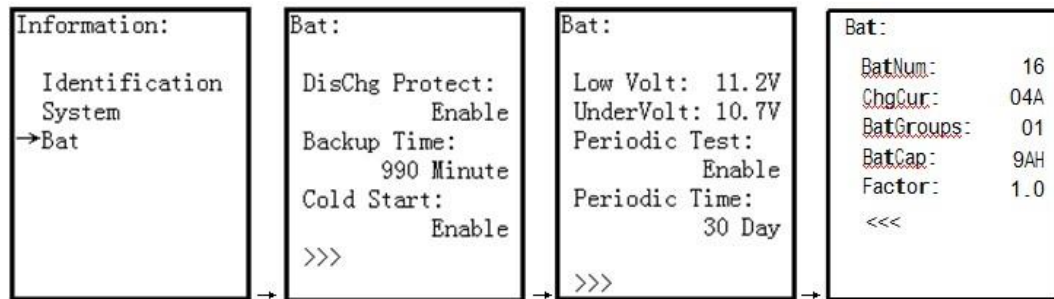 Information:
Identification
System
→Bat
Bat:
DisChg Protect:
Enable
Backup Time:
990 Minute
Cold Start:
Enable
>>>
Bat:
Low Volt: 11.2V
UnderVolt: 10.7V
Periodic Test:
Enable
Periodic Time:
30 Day
>>>
Bat:
BatNum: 16
ChgCur: 04A
BatGroups: 01
BatCap: 9AH
Factor: 1.0
<<<